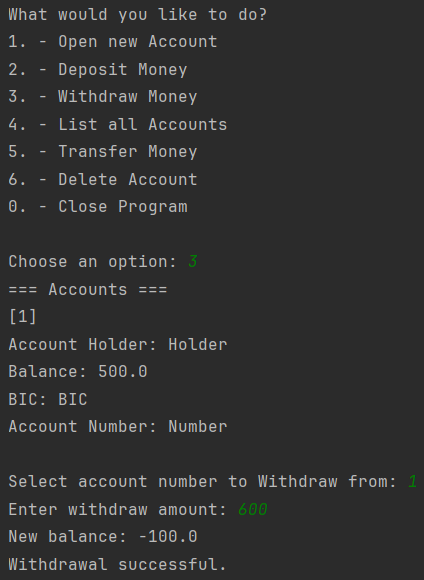 What would you like to do?
1. - Open new Account
2. - Deposit Money
3. - Withdraw Money
4. - List all Accounts
5. - Transfer Money
6. - Delete Account
0. - Close Program
Choose an option: 3
=== Accounts ===
[1]
Account Holder: Holder
Balance: 500.0
BIC: BIC
Account Number: Number
Select account number to Withdraw from: 1
Enter withdraw amount: 600
New balance: -100.0
Withdrawal successful.